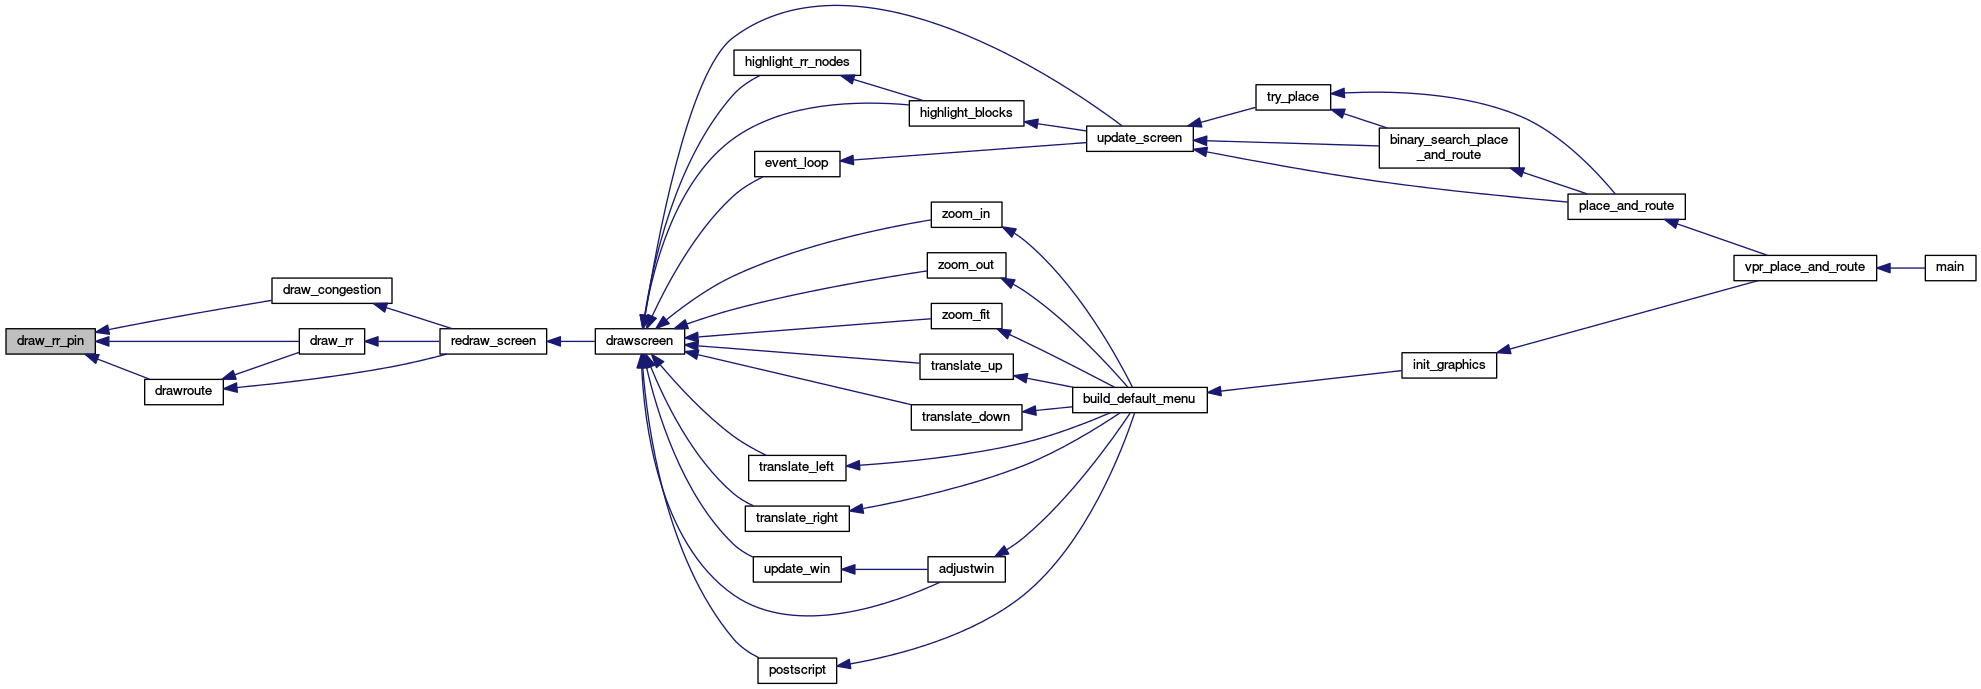 draw_rr_pin
draw_congestion
draw_rr
drawroute
redraw_screen
drawscreen
highlight_rr_nodes
highlight_blocks
event_loop
zoom_in
zoom_out
zoom_fit
translate_up
translate_down
translate_left
translate_right
update_win
adjustwin
postscript
update_screen
build_default_menu
try_place
binary_search_place
_and_route
place_and_route
init_graphics
vpr_place_and_route
main